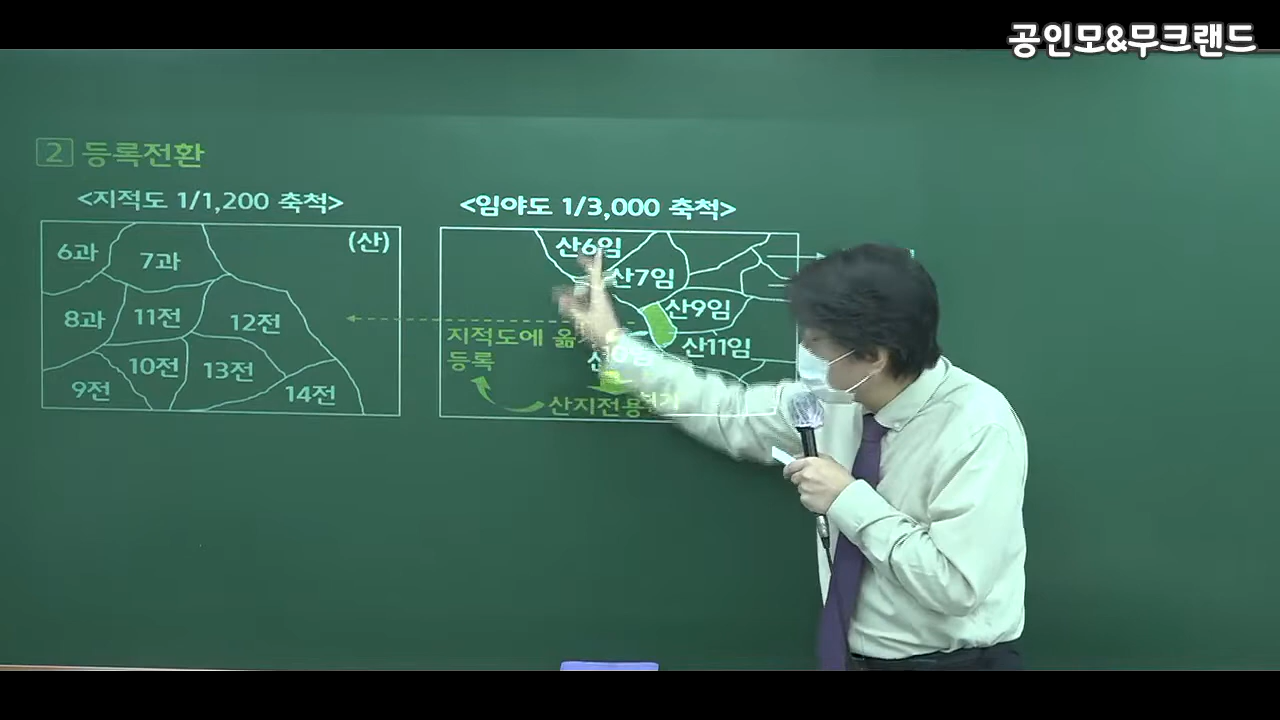 공인모&무크랜드
2 등록전환
<지적도 1/1,200 축척>
<임야도 1/3,000 축척>
6과
7과
(산)
8과
11전
12전
10전
13전
9전
14전
산6임
산7임
산9임
산11임
지적도에
등록
산지전용